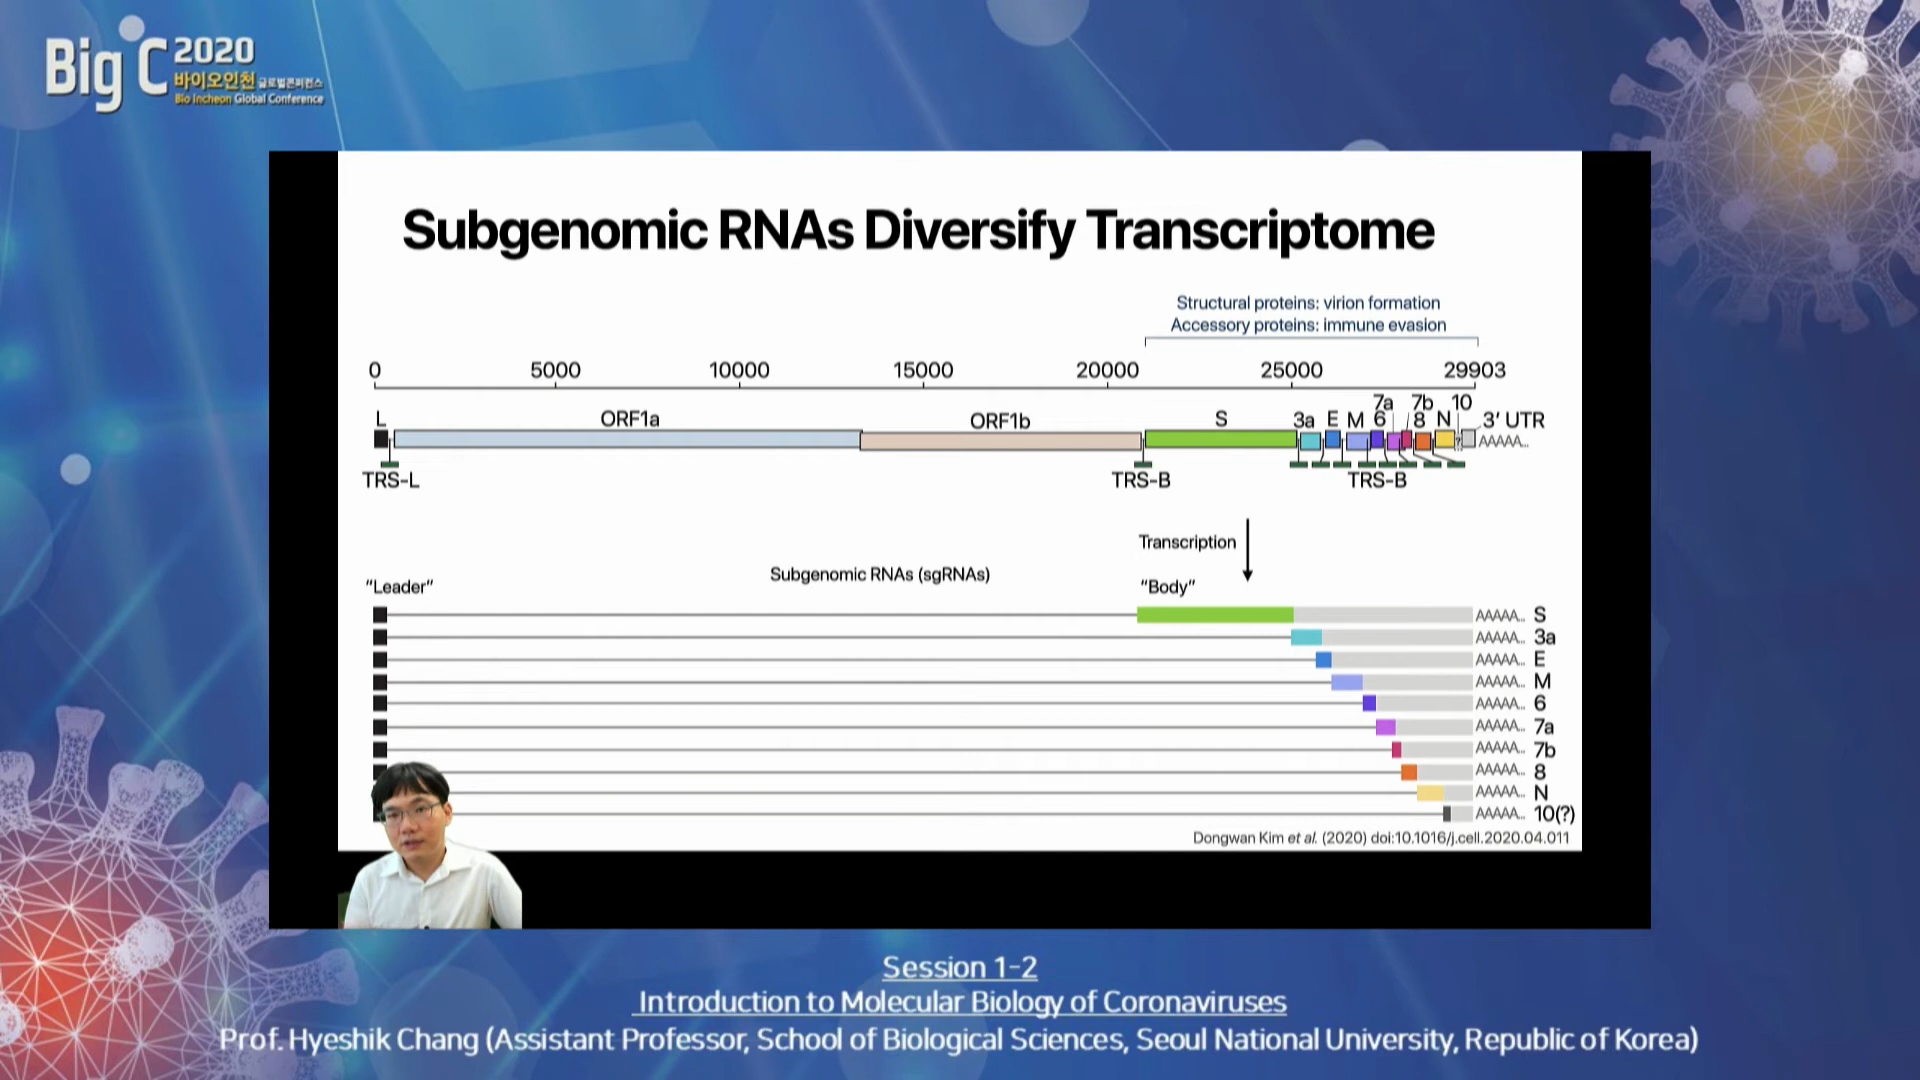 Big C 2020
바이오인천 글로벌콘퍼런스
Bio Incheon Global Conference
Subgenomic RNAs Diversify Transcriptome
Structural proteins: virion formation
Accessory proteins: immune evasion
0 5000 10000 15000 20000 25000 29903
7a 7b 10
L ORF1a ORF1b S 3a E M 6 8 N 3’ UTR
? AAAAA...
TRS-L TRS-B TRS-B
Transcription
Subgenomic RNAs (sgRNAs)
“Leader” “Body”
AAAAA... S
AAAAA... 3a
AAAAA... E
AAAAA... M
AAAAA... 6
AAAAA... 7a
AAAAA... 7b
AAAAA... 8
AAAAA... N
AAAAA... 10(?)
Dongwan Kim et al. (2020) doi:10.1016/j.cell.2020.04.011
Session 1-2
Introduction to Molecular Biology of Coronaviruses
Prof. Hyeshik Chang (Assistant Professor, School of Biological Sciences, Seoul National University, Republic of Korea)